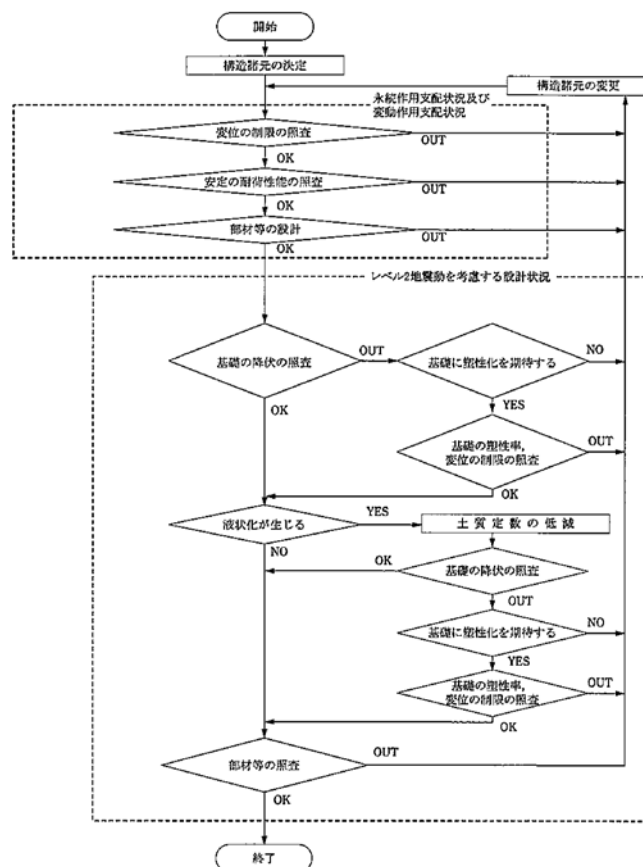 開始
構造諸元の決定
構造諸元の変更
永続作用支配状況及び
変動作用支配状況
変位の制限の照査
OUT
OK
安定の耐荷性能の照査
OUT
OK
部材等の設計
OUT
OK
レベル2地震動を考慮する設計状況
基礎の降伏の照査
OUT
基礎に塑性化を期待する
NO
OK
YES
基礎の塑性率,
変位の制限の照査
OUT
OK
液状化が生じる
YES
土質定数の低減
NO
OK
基礎の降伏の照査
OUT
基礎に塑性化を期待する
NO
YES
基礎の塑性率,
変位の制限の照査
OUT
OK
部材等の照査
OUT
OK
終了